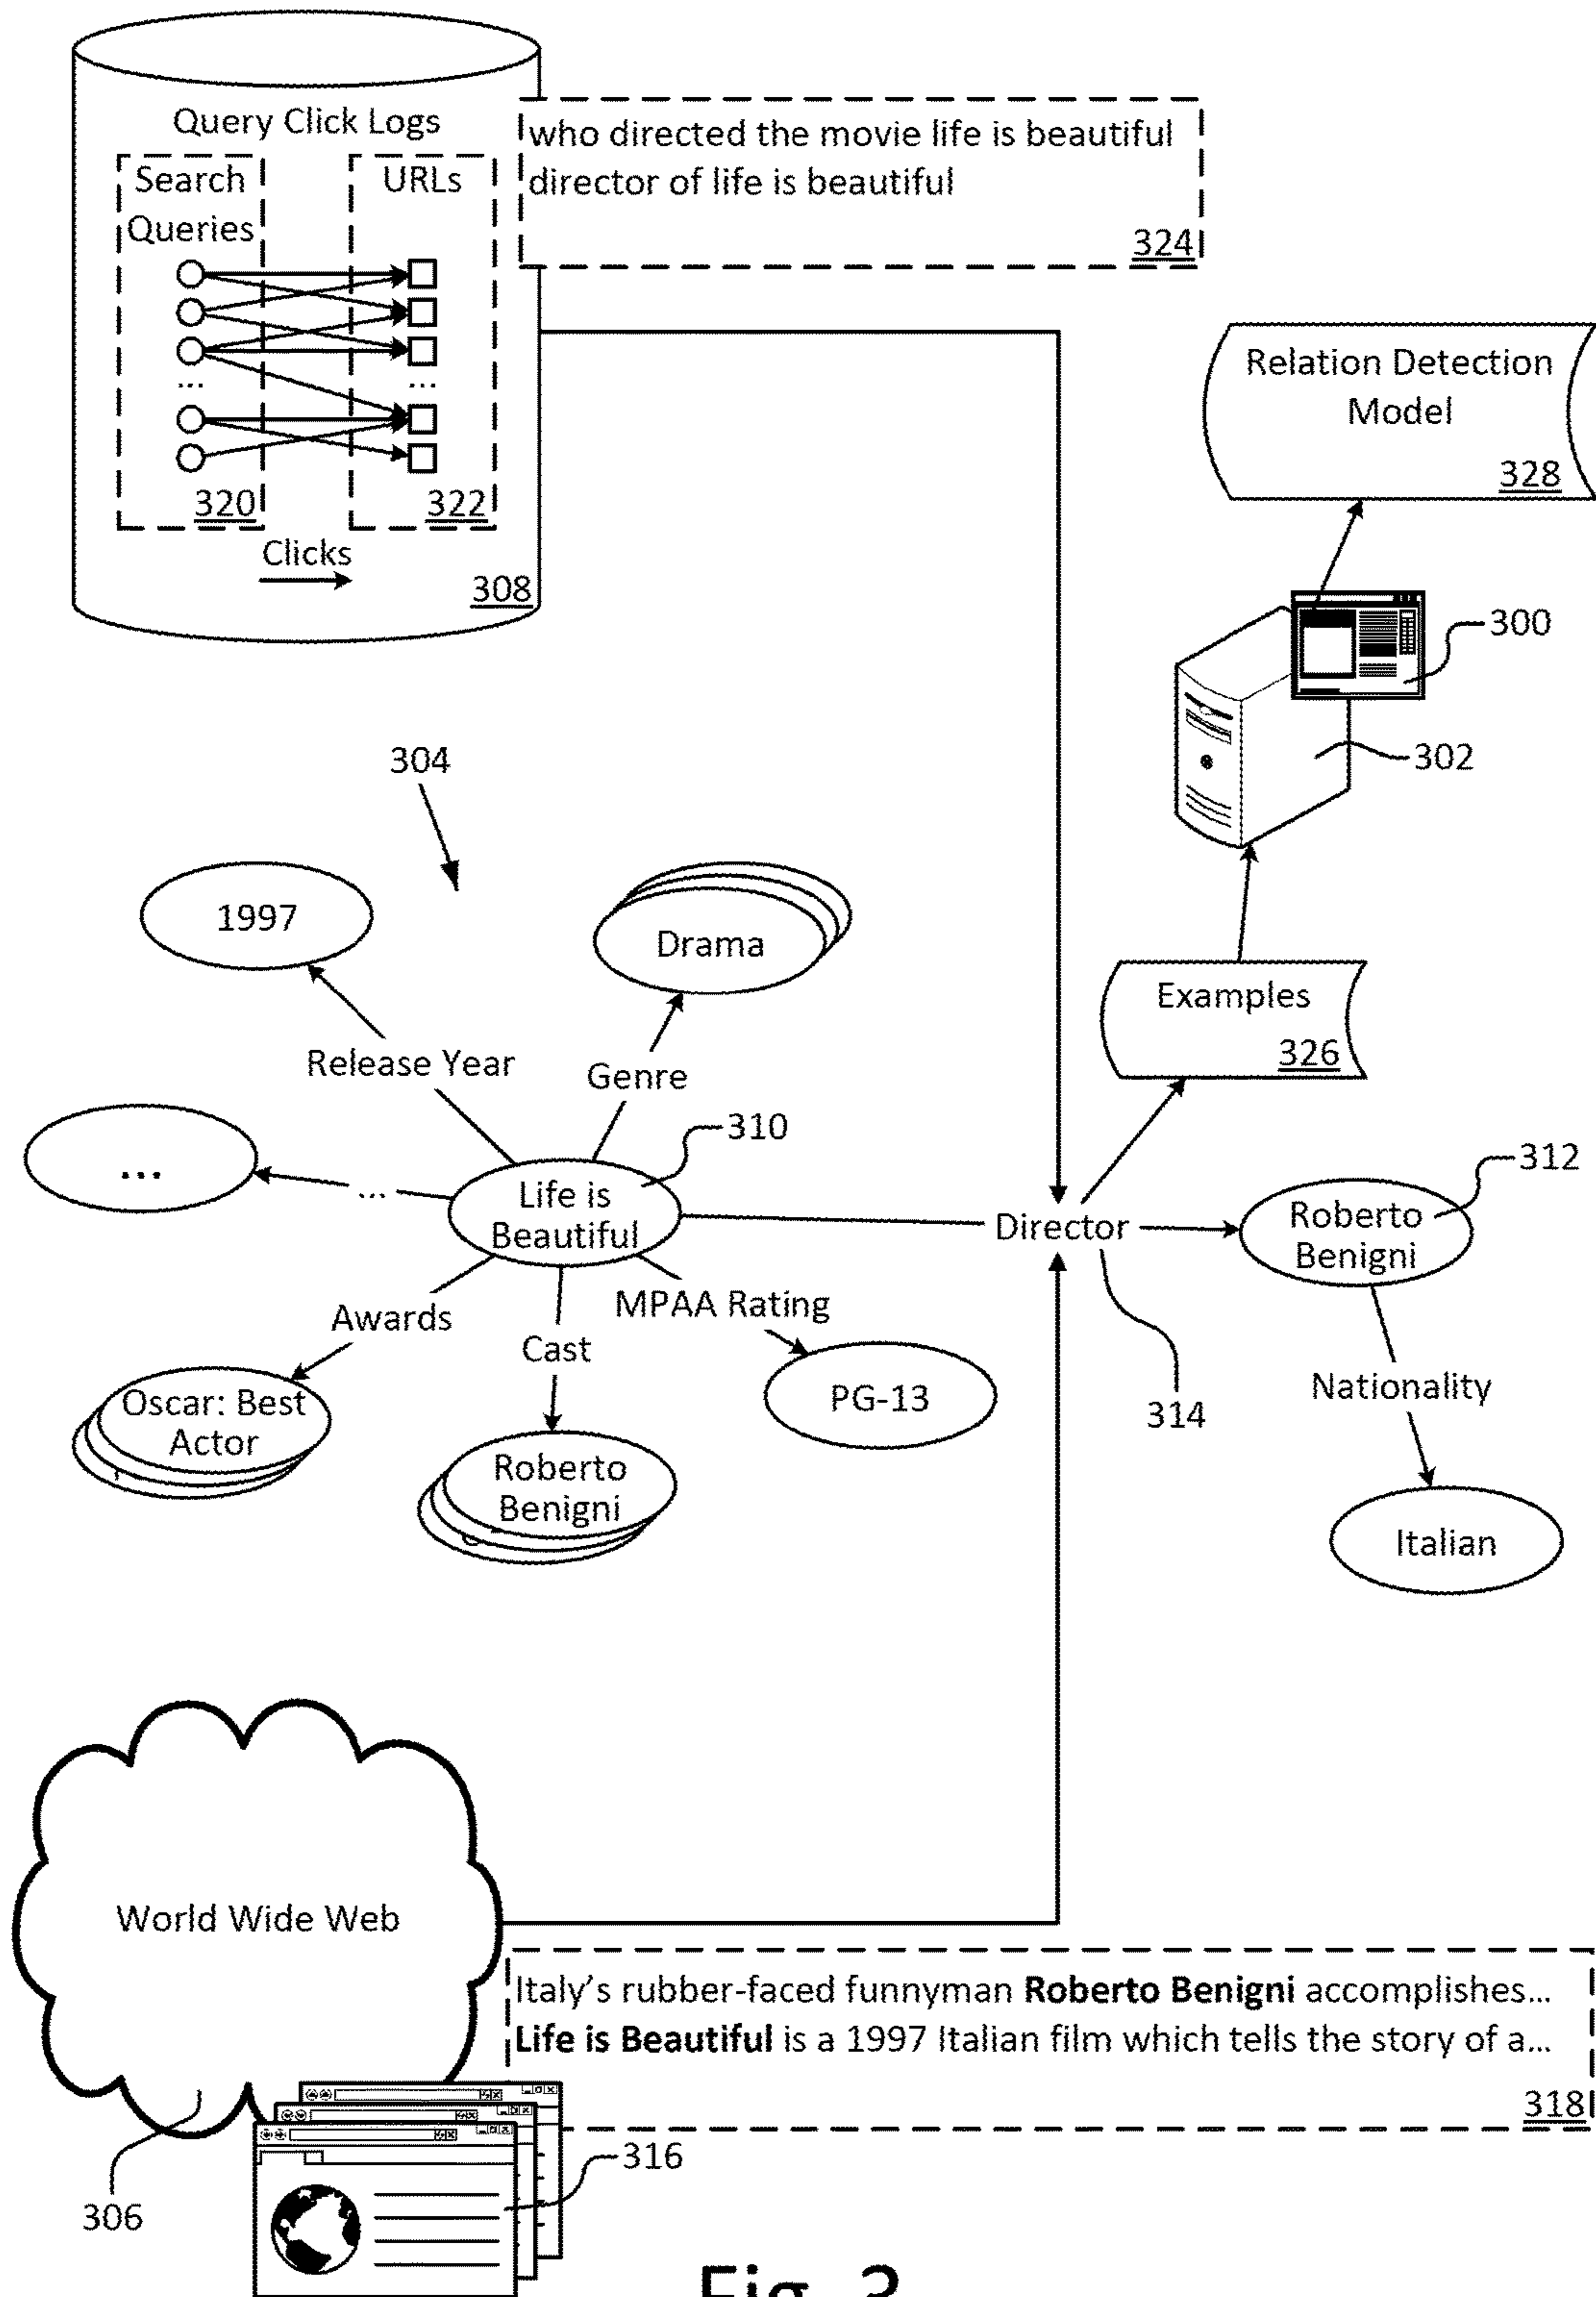 Query Click Logs
Search
Queries
URLs
...
...
320
322
Clicks
308
who directed the movie life is beautiful
director of life is beautiful
324
Relation Detection
Model
328
300
302
304
1997
Drama
Examples
326
Release Year
Genre
310
312
...
...
Life is
Beautiful
Director
Roberto
Benigni
Awards
MPAA Rating
Cast
314
Nationality
Oscar: Best
Actor
PG-13
Roberto
Benigni
Italian
World Wide Web
Italy's rubber-faced funnyman Roberto Benigni accomplishes...
Life is Beautiful is a 1997 Italian film which tells the story of a...
318
316
306
Fig. 3